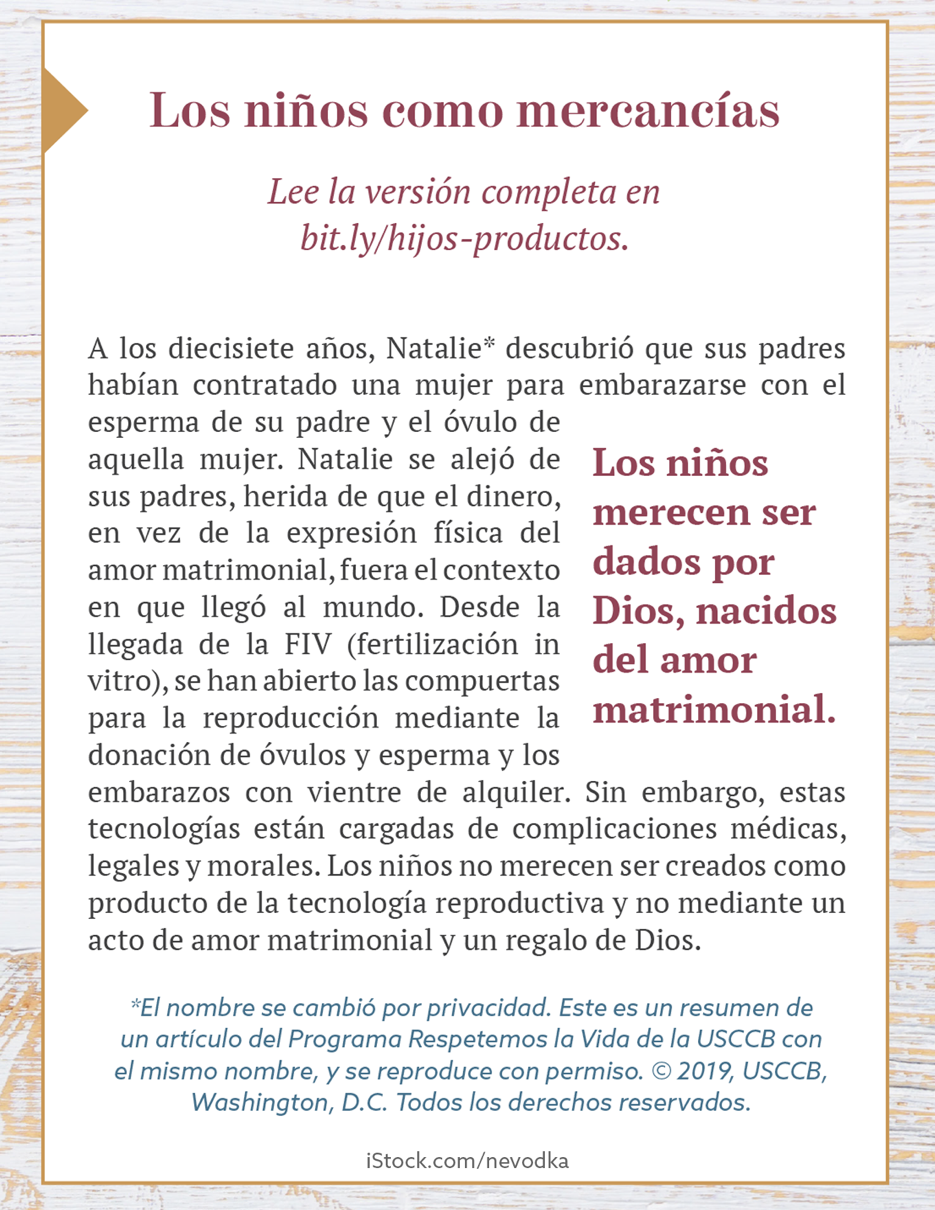 Los niños como mercancías
Lee la versión completa en
bit.ly/hijos-productos.
A los diecisiete años, Natalie* descubrió que sus padres
habían contratado una mujer para embarazarse con el
esperma de su padre y el óvulo de
aquella mujer. Natalie se alejó de
sus padres, herida de que el dinero,
en vez de la expresión física del
amor matrimonial, fuera el contexto
en que llegó al mundo. Desde la
llegada de la FIV (fertilización in
vitro), se han abierto las compuertas
para la reproducción mediante la
donación de óvulos y esperma y los
embarazos con vientre de alquiler. Sin embargo, estas
tecnologías están cargadas de complicaciones médicas,
legales y morales. Los niños no merecen ser creados como
producto de la tecnología reproductiva y no mediante un
acto de amor matrimonial y un regalo de Dios.
Los niños
merecen ser
dados por
Dios, nacidos
del amor
matrimonial.
*El nombre se cambió por privacidad. Este es un resumen de
un artículo del Programa Respetemos la Vida de la USCCB con
el mismo nombre, y se reproduce con permiso. © 2019, USCCB,
Washington, D.C. Todos los derechos reservados.
iStock.com/nevodka